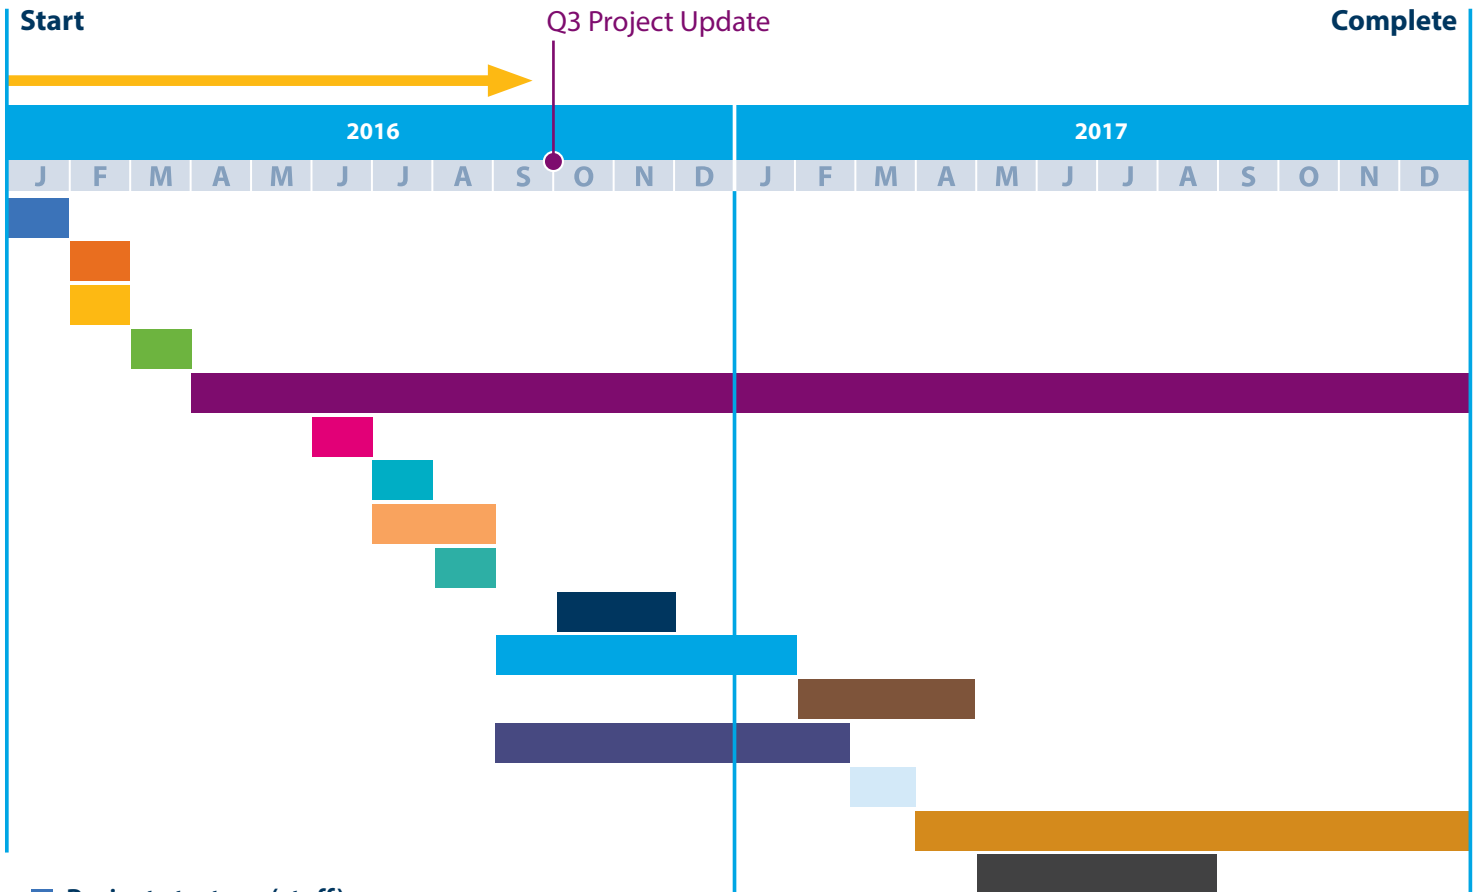 Start Q3 Project Update Complete
2016 2017
J F M A M J J A S O N D J F M A M J J A S O N D